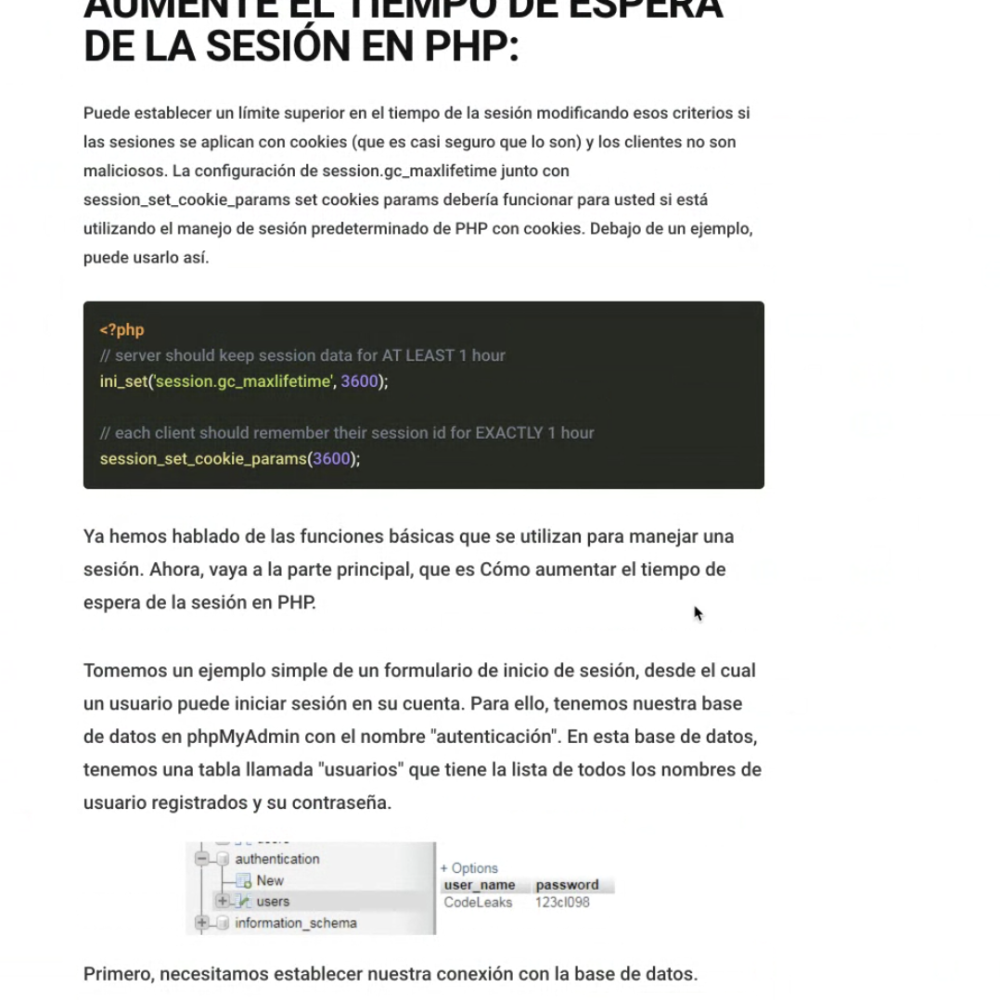 AUMENTE EL TIEMPO DE ESPERA
DE LA SESIÓN EN PHP:
Puede establecer un límite superior en el tiempo de la sesión modificando esos criterios si
las sesiones se aplican con cookies (que es casi seguro que lo son) y los clientes no son
maliciosos. La configuración de session.gc_maxlifetime junto con
session_set_cookie_params set cookies params debería funcionar para usted si está
utilizando el manejo de sesión predeterminado de PHP con cookies. Debajo de un ejemplo,
puede usarlo así.
<?php
// server should keep session data for AT LEAST 1 hour
ini_set('session.gc_maxlifetime', 3600);
// each client should remember their session id for EXACTLY 1 hour
session_set_cookie_params(3600);
Ya hemos hablado de las funciones básicas que se utilizan para manejar una
sesión. Ahora, vaya a la parte principal, que es Cómo aumentar el tiempo de
espera de la sesión en PHP.
Tomemos un ejemplo simple de un formulario de inicio de sesión, desde el cual
un usuario puede iniciar sesión en su cuenta. Para ello, tenemos nuestra base
de datos en phpMyAdmin con el nombre "autenticación". En esta base de datos,
tenemos una tabla llamada "usuarios" que tiene la lista de todos los nombres de
usuario registrados y su contraseña.
authentication
New
users
information_schema
+ Options
user_name password
CodeLeaks 123cl098
Primero, necesitamos establecer nuestra conexión con la base de datos.